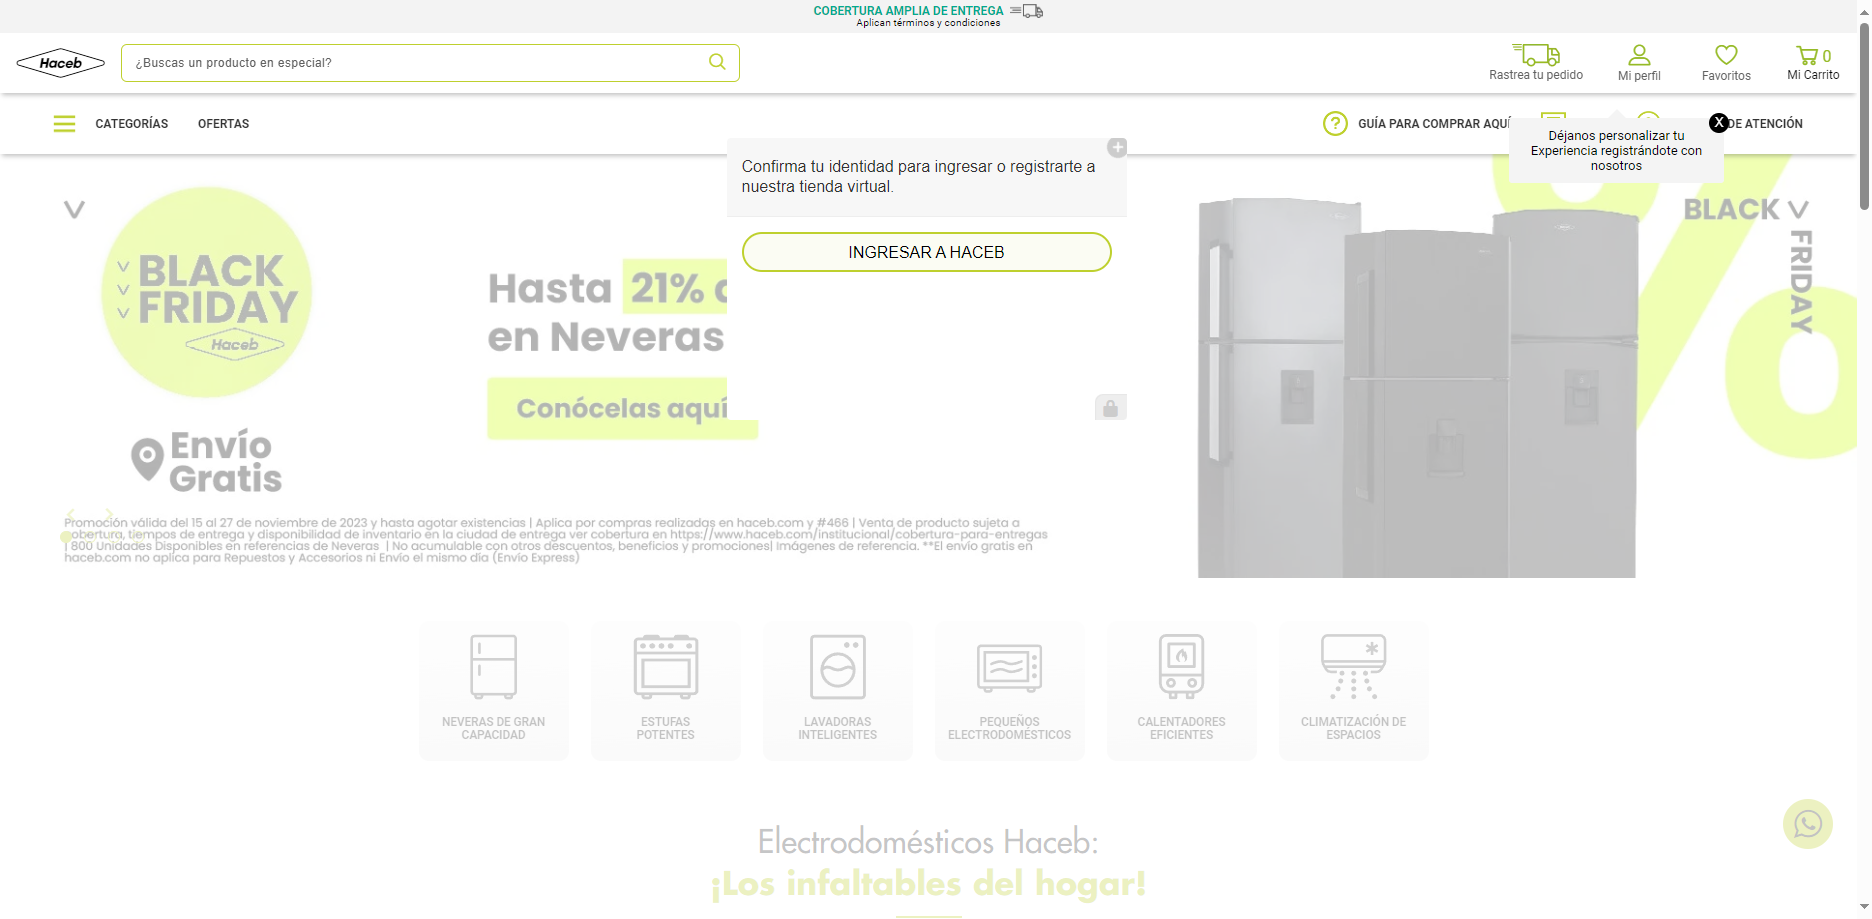 COBERTURA AMPLIA DE ENTREGA
Aplican términos y condiciones
Haceb
¿Buscas un producto en especial?
Rastrea tu pedido
Mi perfil
Favoritos
0
Mi Carrito
CATEGORÍAS
OFERTAS
GUÍA PARA COMPRAR AQUÍ
DE ATENCIÓN
X
Déjanos personalizar tu
Experiencia registrándote con
nosotros
Confirma tu identidad para ingresar o registrarte a
nuestra tienda virtual.
INGRESAR A HACEB
BLACK
FRIDAY
Haceb
Envío
Gratis
Hasta 21%
en Neveras
Conócelas aquí
BLACK
FRIDAY
%
Promoción válida del 15 al 27 de noviembre de 2023 y hasta agotar existencias | Aplica por compras realizadas en haceb.com y #466 | Venta de producto sujeta a
cobertura, tiempos de entrega y disponibilidad de inventario en la ciudad de entrega ver cobertura en https://www.haceb.com/institucional/cobertura-para-entregas
| 800 Unidades Disponibles en referencias de Neveras | No acumulable con otros descuentos, beneficios y promociones| Imágenes de referencia. **El envío gratis en
haceb.com no aplica para Repuestos y Accesorios ni Envío el mismo día (Envío Express)
NEVERAS DE GRAN
CAPACIDAD
ESTUFAS
POTENTES
LAVADORAS
INTELIGENTES
PEQUEÑOS
ELECTRODOMÉSTICOS
CALENTADORES
EFICIENTES
CLIMATIZACIÓN DE
ESPACIOS
Electrodomésticos Haceb:
¡Los infaltables del hogar!